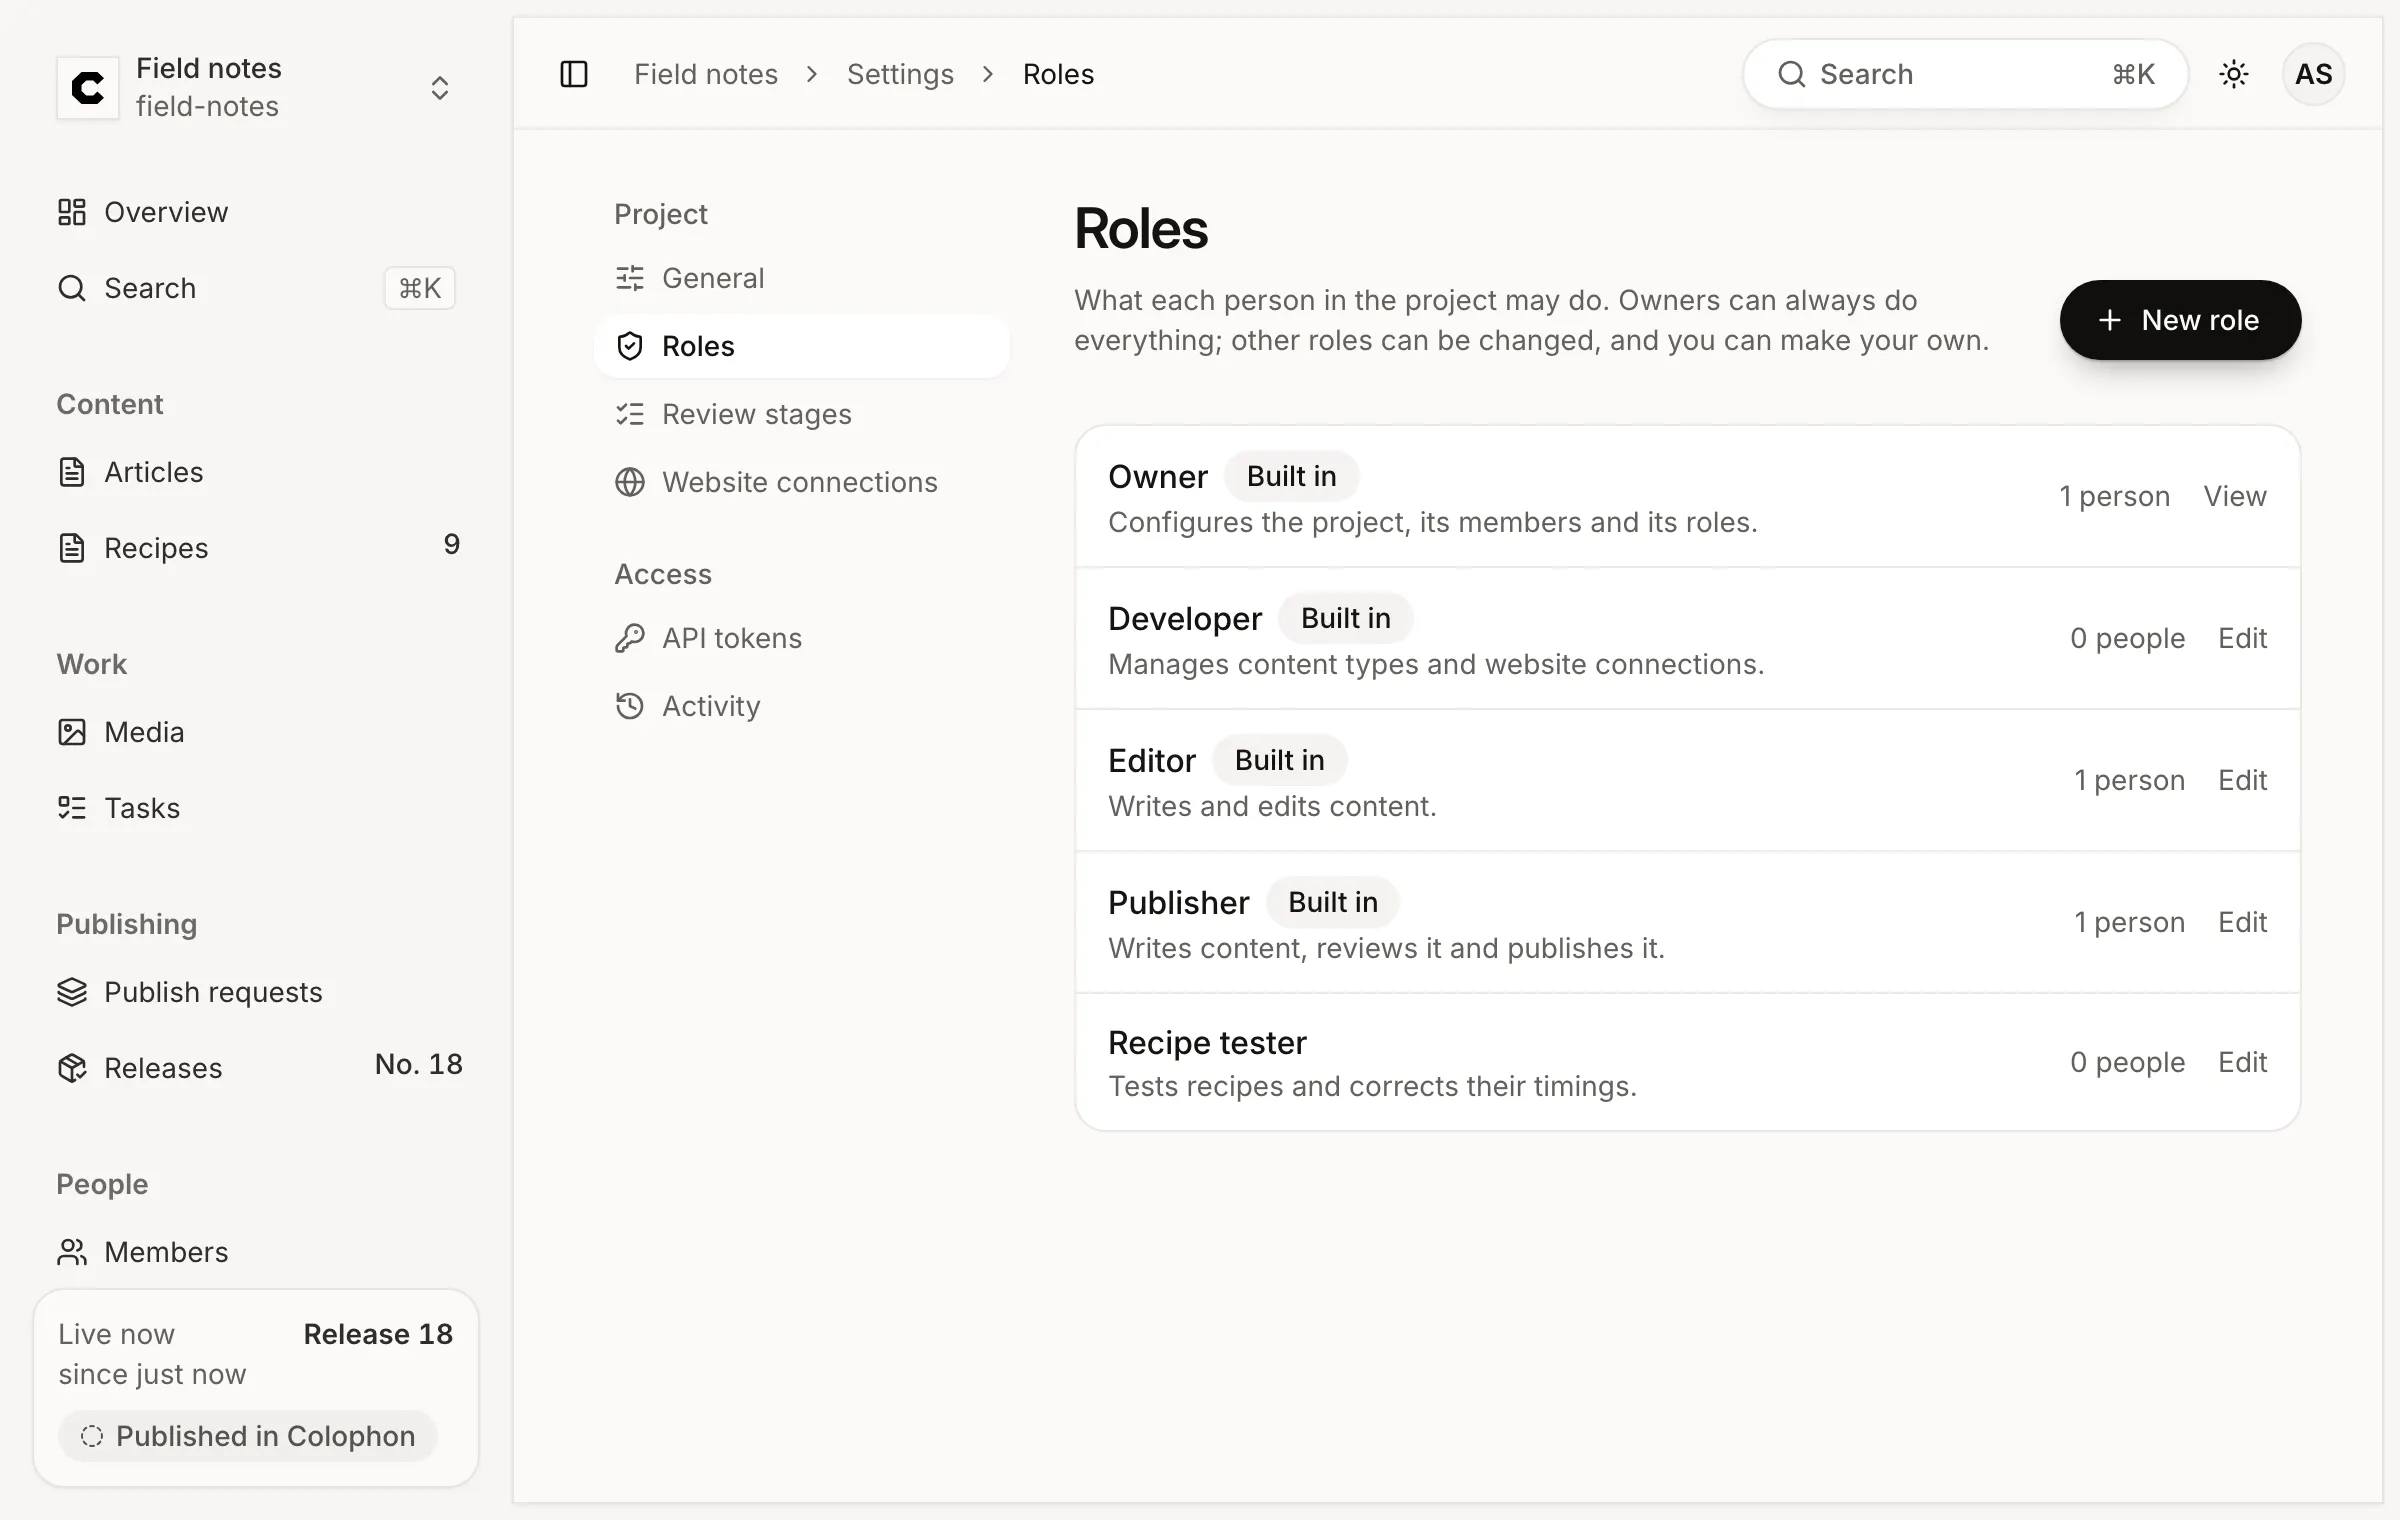 Field notes
field-notes
Overview
Search ⌘K
Content
Articles
Recipes 9
Work
Media
Tasks
Publishing
Publish requests
Releases No. 18
People
Members
Live now Release 18
since just now
Published in Colophon
Field notes > Settings > Roles
Search ⌘K
AS
Project
General
Roles
Review stages
Website connections
Access
API tokens
Activity
Roles
What each person in the project may do. Owners can always do
everything; other roles can be changed, and you can make your own.
+ New role
Owner Built in
Configures the project, its members and its roles.
1 person View
Developer Built in
Manages content types and website connections.
0 people Edit
Editor Built in
Writes and edits content.
1 person Edit
Publisher Built in
Writes content, reviews it and publishes it.
1 person Edit
Recipe tester
Tests recipes and corrects their timings.
0 people Edit